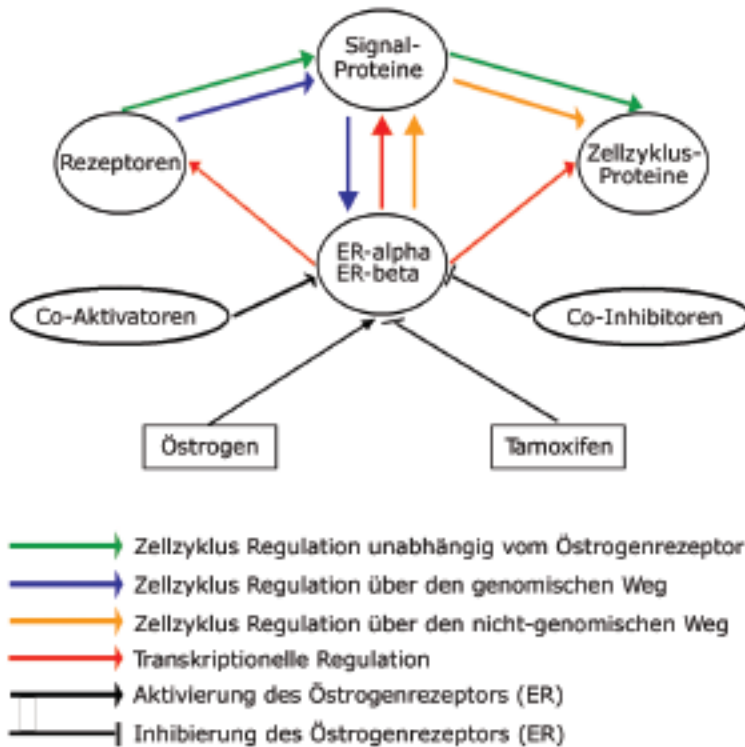 Signal-
Proteine
Rezeptoren
Zellzyklus-
Proteine
ER-alpha
ER-beta
Co-Aktivatoren
Co-Inhibitoren
Östrogen
Tamoxifen
Zellzyklus Regulation unabhängig vom Östrogenrezeptor
Zellzyklus Regulation über den genomischen Weg
Zellzyklus Regulation über den nicht-genomischen Weg
Transkriptionelle Regulation
Aktivierung des Östrogenrezeptors (ER)
Inhibierung des Östrogenrezeptors (ER)